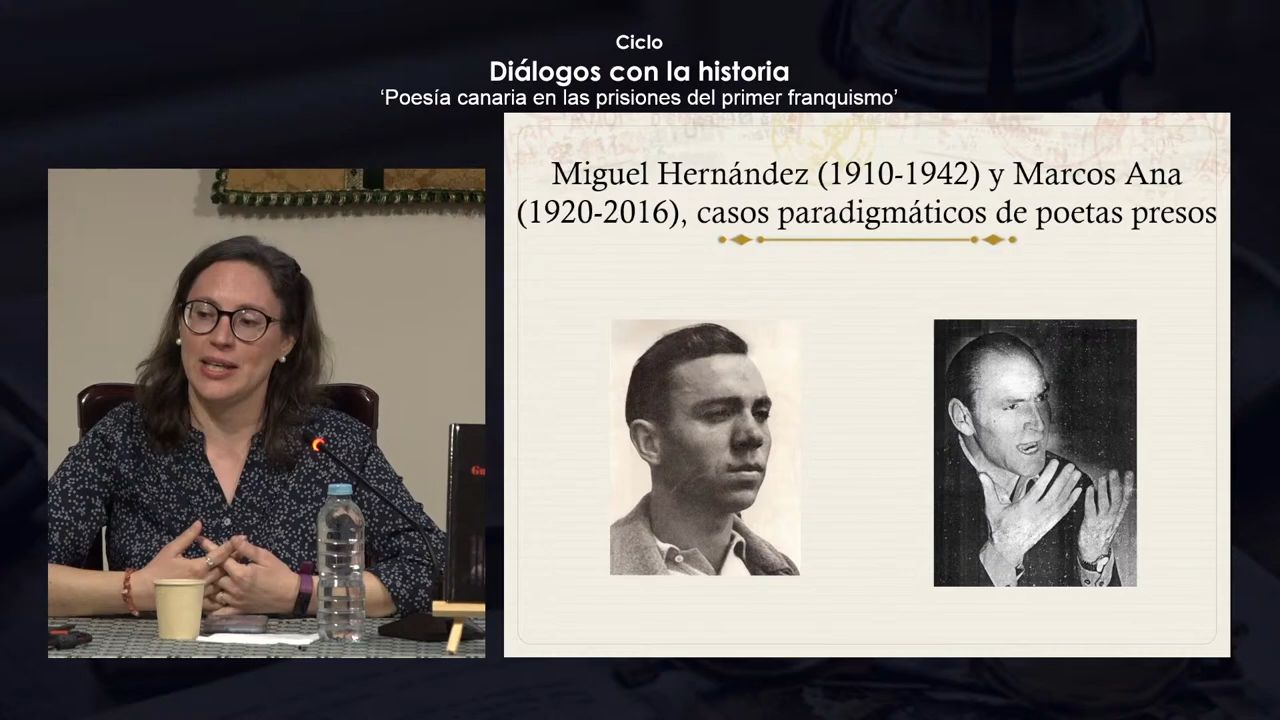 Ciclo
Diálogos con la historia
‘Poesía canaria en las prisiones del primer franquismo’
Miguel Hernández (1910-1942) y Marcos Ana
(1920-2016), casos paradigmáticos de poetas presos